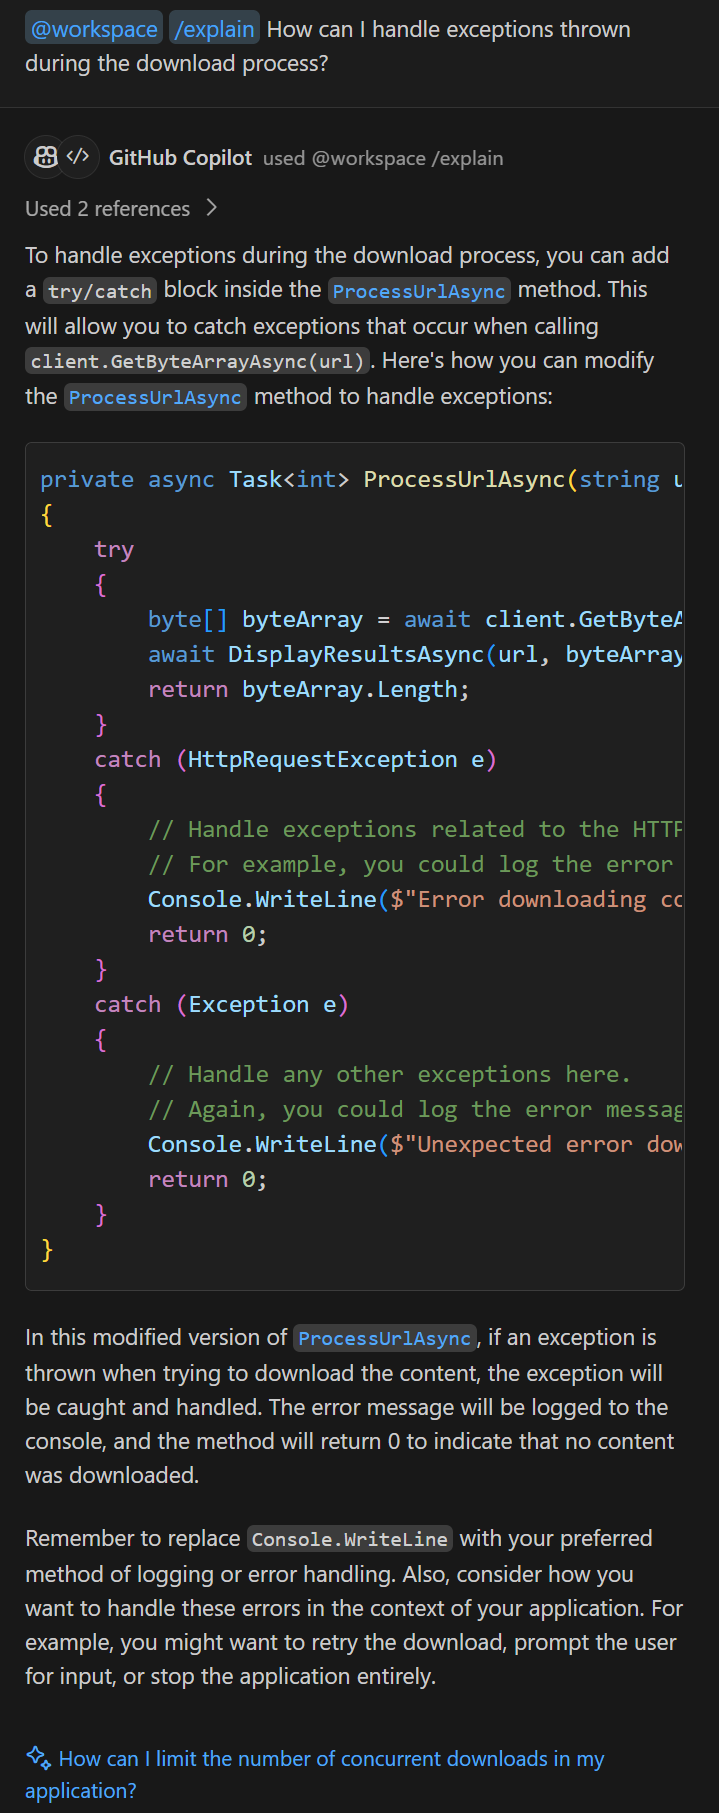 @workspace /explain How can I handle exceptions thrown
during the download process?
GitHub Copilot used @workspace /explain
Used 2 references >
To handle exceptions during the download process, you can add
a try/catch block inside the ProcessUrlAsync method. This
will allow you to catch exceptions that occur when calling
client.GetByteArrayAsync(url). Here's how you can modify
the ProcessUrlAsync method to handle exceptions:
private async Task<int> ProcessUrlAsync(string u
{
    try
    {
        byte[] byteArray = await client.GetByteA
        await DisplayResultsAsync(url, byteArray
        return byteArray.Length;
    }
    catch (HttpRequestException e)
    {
        // Handle exceptions related to the HTTP
        // For example, you could log the error
        Console.WriteLine($"Error downloading co
        return 0;
    }
    catch (Exception e)
    {
        // Handle any other exceptions here.
        // Again, you could log the error messag
        Console.WriteLine($"Unexpected error dow
        return 0;
    }
}
In this modified version of ProcessUrlAsync, if an exception is
thrown when trying to download the content, the exception will
be caught and handled. The error message will be logged to the
console, and the method will return 0 to indicate that no content
was downloaded.
Remember to replace Console.WriteLine with your preferred
method of logging or error handling. Also, consider how you
want to handle these errors in the context of your application. For
example, you might want to retry the download, prompt the user
for input, or stop the application entirely.
How can I limit the number of concurrent downloads in my
application?